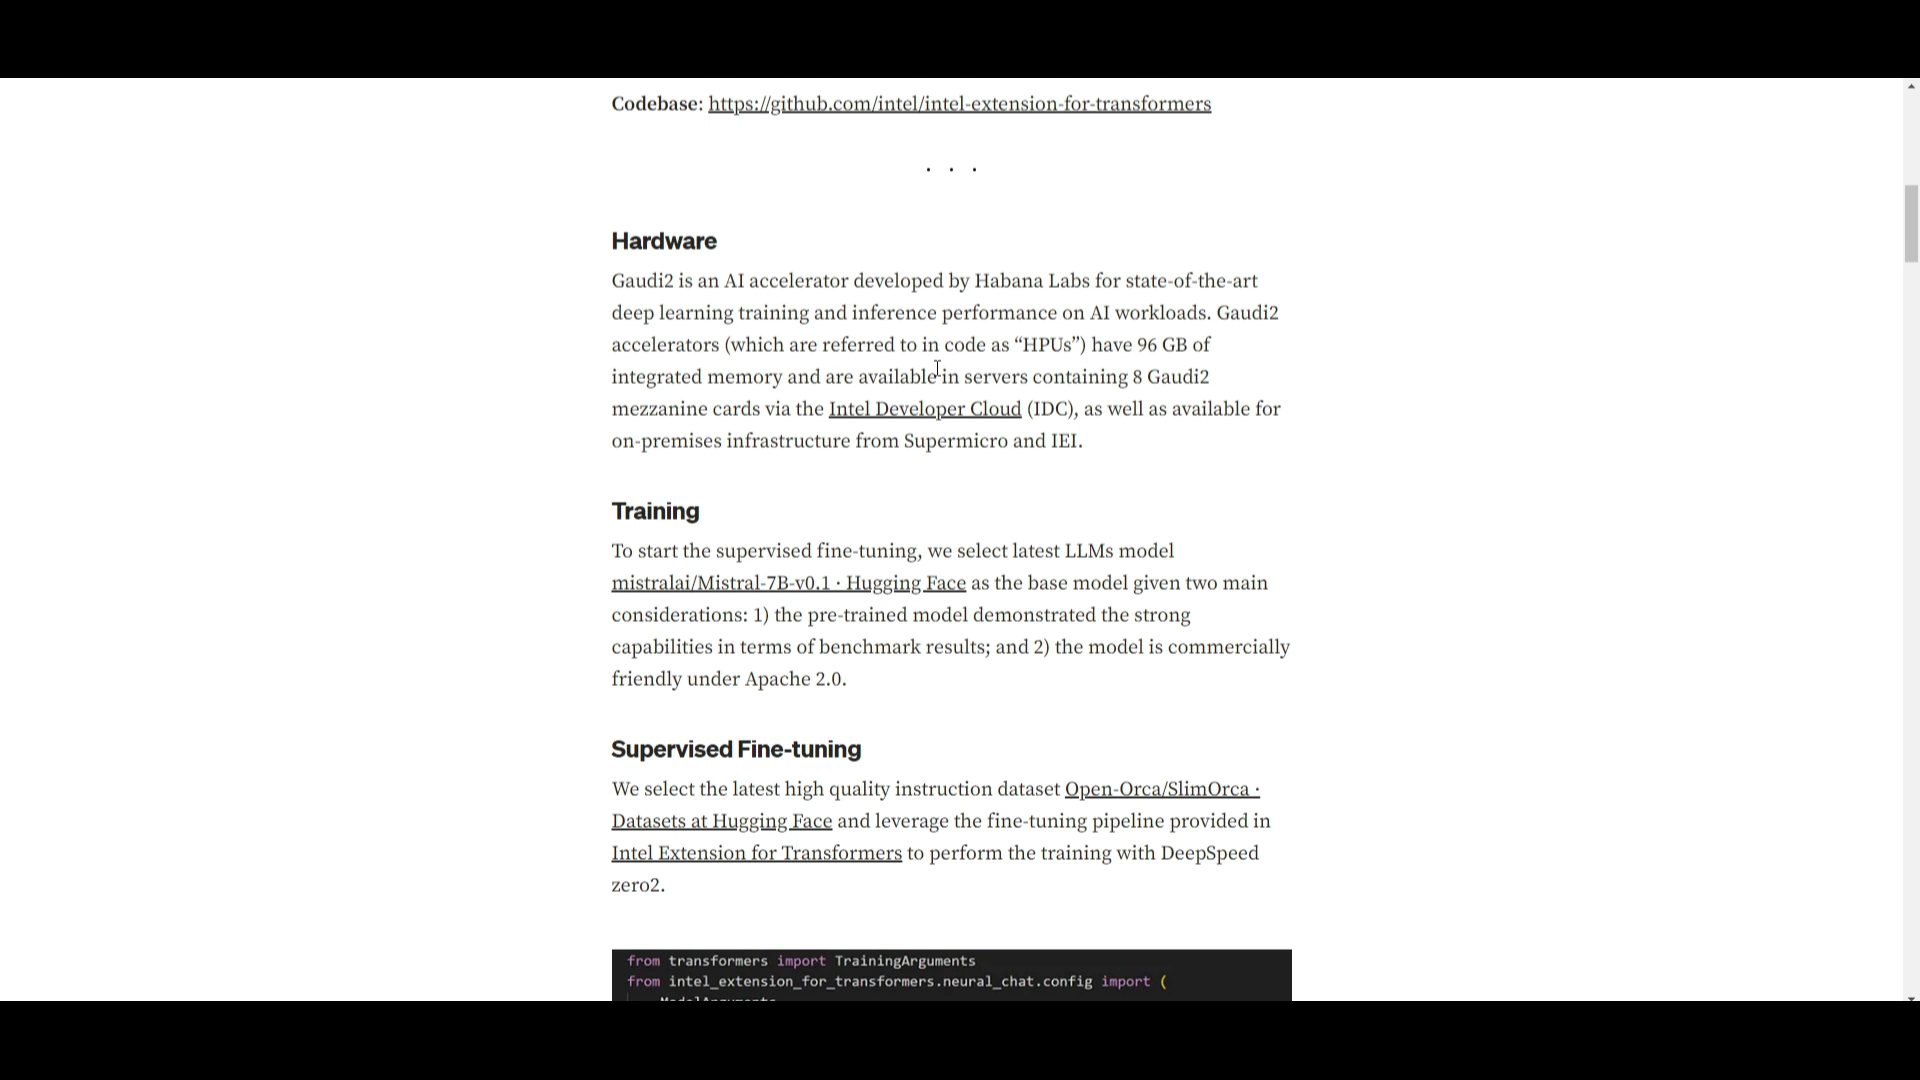 Codebase: https://github.com/intel/intel-extension-for-transformers
. . .
Hardware
Gaudi2 is an AI accelerator developed by Habana Labs for state-of-the-art
deep learning training and inference performance on AI workloads. Gaudi2
accelerators (which are referred to in code as “HPUs”) have 96 GB of
integrated memory and are available in servers containing 8 Gaudi2
mezzanine cards via the Intel Developer Cloud (IDC), as well as available for
on-premises infrastructure from Supermicro and IEI.
Training
To start the supervised fine-tuning, we select latest LLMs model
mistralai/Mistral-7B-v0.1 · Hugging Face as the base model given two main
considerations: 1) the pre-trained model demonstrated the strong
capabilities in terms of benchmark results; and 2) the model is commercially
friendly under Apache 2.0.
Supervised Fine-tuning
We select the latest high quality instruction dataset Open-Orca/SlimOrca ·
Datasets at Hugging Face and leverage the fine-tuning pipeline provided in
Intel Extension for Transformers to perform the training with DeepSpeed
zero2.
from transformers import TrainingArguments
from intel_extension_for_transformers.neural_chat.config import (